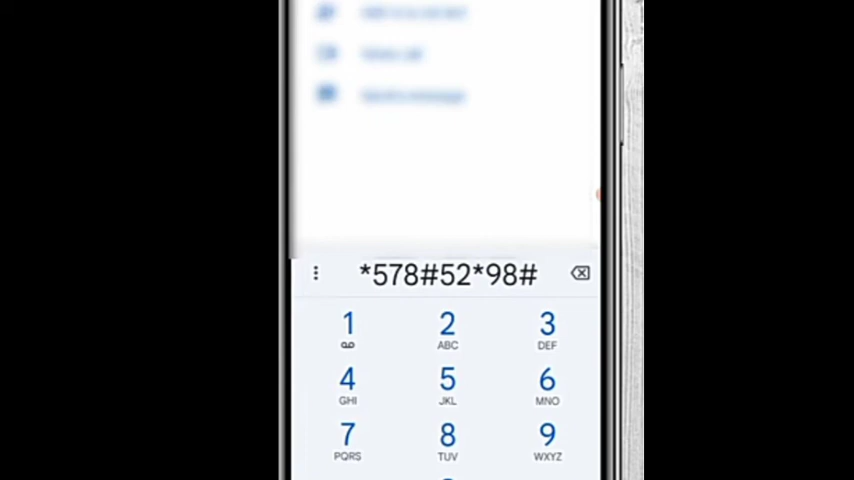 *578#52*98#
1 2 3
ABC DEF
4 5 6
GHI JKL MNO
7 8 9
PQRS TUV WXYZ